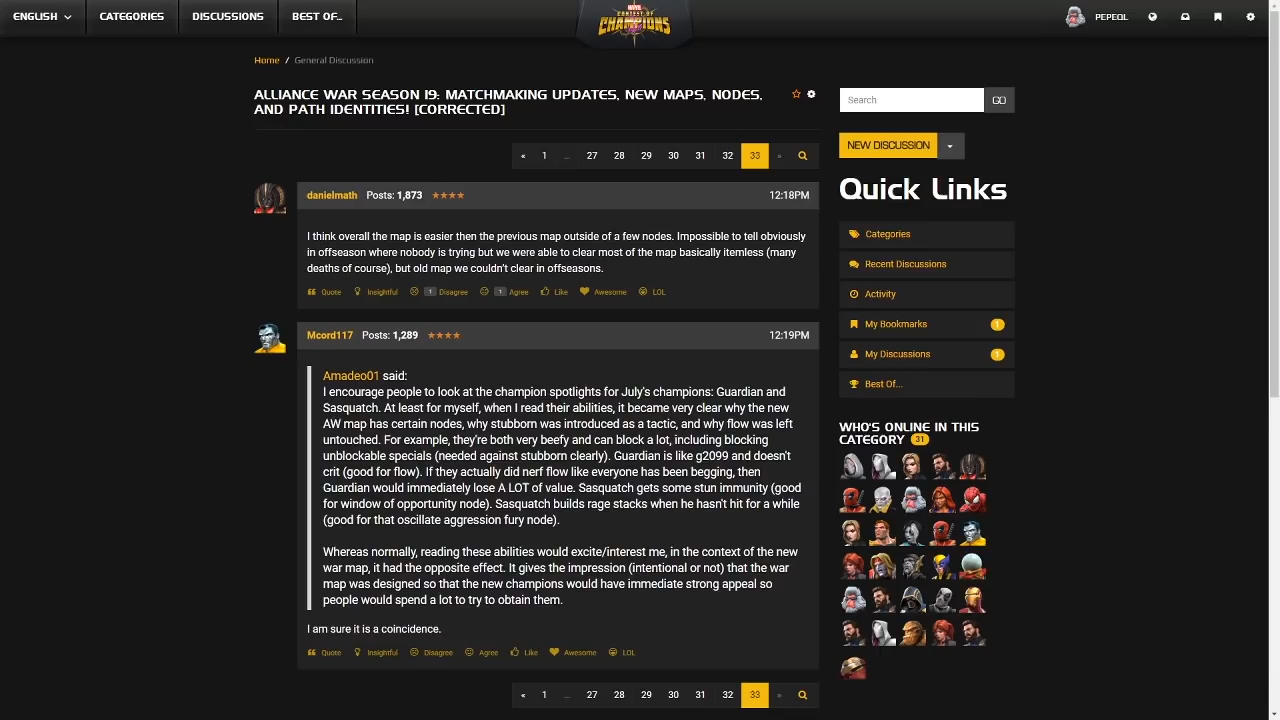 ENGLISH
CATEGORIES
DISCUSSIONS
BEST OF...
MARVEL
CONTEST OF
CHAMPIONS
PEPEQL
Home / General Discussion
ALLIANCE WAR SEASON 19: MATCHMAKING UPDATES, NEW MAPS, NODES,
AND PATH IDENTITIES! [CORRECTED]
« 1 … 27 28 29 30 31 32 33 »
danielmath Posts: 1,873 ★★★★ 12:18PM
I think overall the map is easier then the previous map outside of a few nodes. Impossible to tell obviously
in offseason where nobody is trying but we were able to clear most of the map basically itemless (many
deaths of course), but old map we couldn't clear in offseasons.
Quote Insightful 1 Disagree 1 Agree Like Awesome LOL
Mcord117 Posts: 1,289 ★★★★ 12:19PM
Amadeo01 said:
I encourage people to look at the champion spotlights for July's champions: Guardian and
Sasquatch. At least for myself, when I read their abilities, it became very clear why the new
AW map has certain nodes, why stubborn was introduced as a tactic, and why flow was left
untouched. For example, they're both very beefy and can block a lot, including blocking
unblockable specials (needed against stubborn clearly). Guardian is like g2099 and doesn't
crit (good for flow). If they actually did nerf flow like everyone has been begging, then
Guardian would immediately lose A LOT of value. Sasquatch gets some stun immunity (good
for window of opportunity node). Sasquatch builds rage stacks when he hasn't hit for a while
(good for that oscillate aggression fury node).
Whereas normally, reading these abilities would excite/interest me, in the context of the new
war map, it had the opposite effect. It gives the impression (intentional or not) that the war
map was designed so that the new champions would have immediate strong appeal so
people would spend a lot to try to obtain them.
I am sure it is a coincidence.
Quote Insightful Disagree Agree Like Awesome LOL
« 1 … 27 28 29 30 31 32 33 »
Search GO
NEW DISCUSSION
Quick Links
Categories
Recent Discussions
Activity
My Bookmarks 1
My Discussions 1
Best Of...
WHO'S ONLINE IN THIS
CATEGORY 31